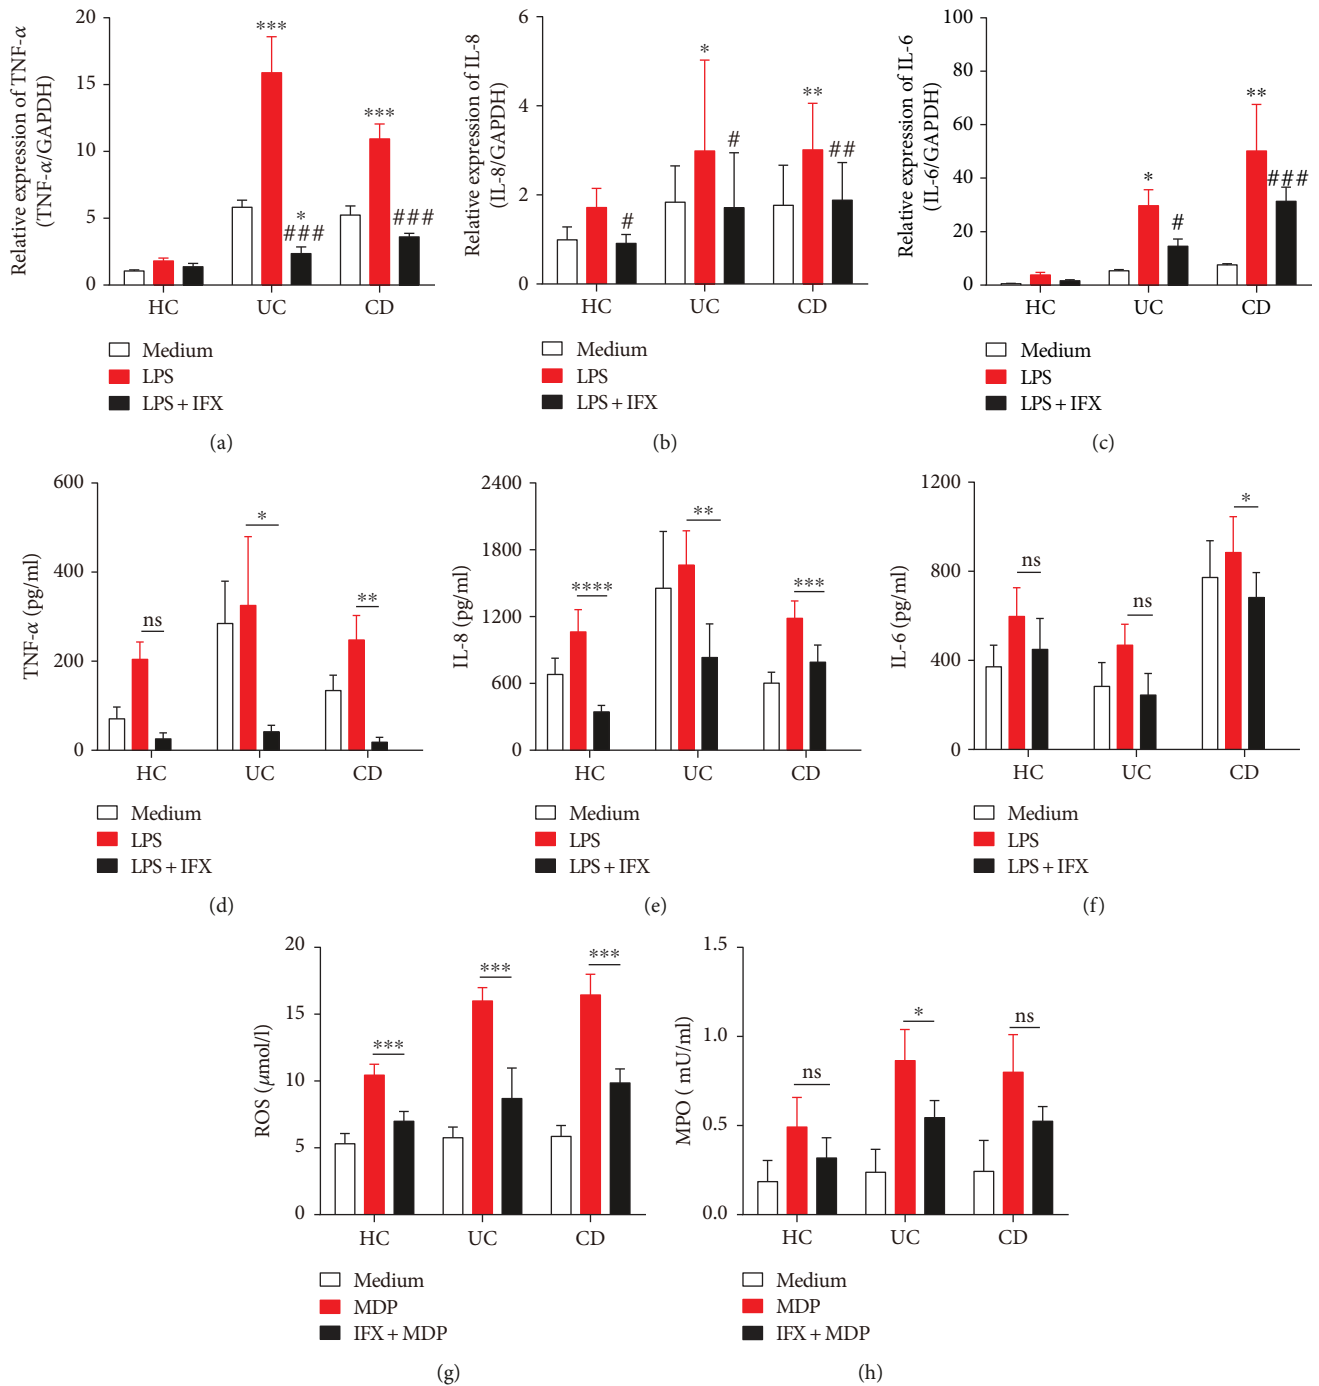 Relative expression of TNF-α
(TNF-α/GAPDH)
20
15
10
5
0
***
***
*
###
###
HC
UC
CD
Medium
LPS
LPS + IFX
(a)
Relative expression of IL-8
(IL-8/GAPDH)
6
4
2
0
#
*
#
**
##
HC
UC
CD
Medium
LPS
LPS + IFX
(b)
Relative expression of IL-6
(IL-6/GAPDH)
100
80
60
40
20
0
*
#
**
###
HC
UC
CD
Medium
LPS
LPS + IFX
(c)
TNF-α (pg/ml)
600
400
200
0
ns
*
**
HC
UC
CD
Medium
LPS
LPS + IFX
(d)
IL-8 (pg/ml)
2400
1800
1200
600
0
****
**
***
HC
UC
CD
Medium
LPS
LPS + IFX
(e)
IL-6 (pg/ml)
1200
800
400
0
ns
ns
*
HC
UC
CD
Medium
LPS
LPS + IFX
(f)
ROS (μmol/l)
20
15
10
5
0
***
***
***
HC
UC
CD
Medium
MDP
IFX + MDP
(g)
MPO ( mU/ml)
1.5
1.0
0.5
0.0
ns
*
ns
HC
UC
CD
Medium
MDP
IFX + MDP
(h)